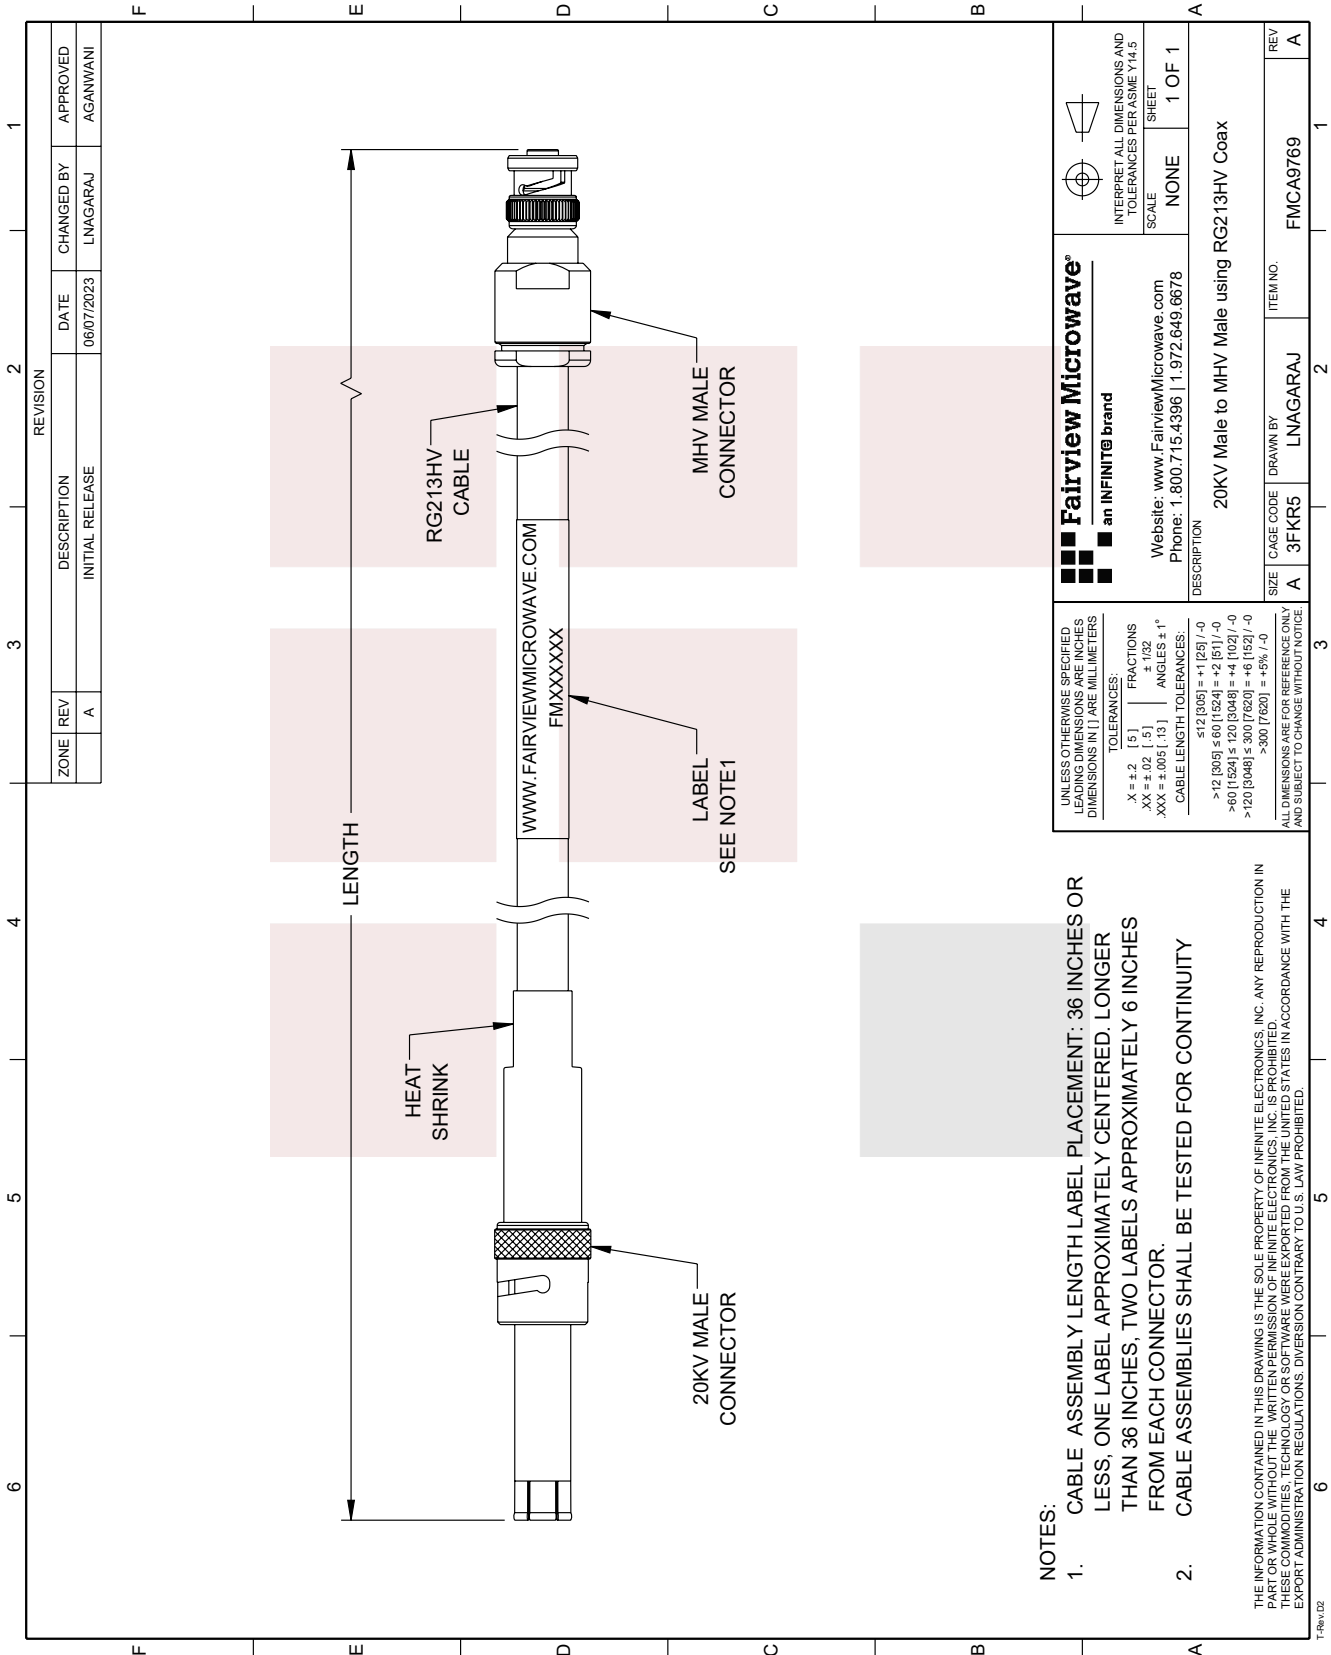 6
5
4
3
2
1
F
E
D
C
B
A
REVISION
ZONE
REV
DESCRIPTION
DATE
CHANGED BY
APPROVED
A
INITIAL RELEASE
06/07/2023
LNAGARAJ
AGANWANI
LENGTH
HEAT
SHRINK
RG213HV
CABLE
WWW.FAIRVIEWMICROWAVE.COM
FMXXXXXX
20KV MALE
CONNECTOR
LABEL
SEE NOTE1
MHV MALE
CONNECTOR
NOTES:
1. CABLE ASSEMBLY LENGTH LABEL PLACEMENT: 36 INCHES OR
LESS, ONE LABEL APPROXIMATELY CENTERED. LONGER
THAN 36 INCHES, TWO LABELS APPROXIMATELY 6 INCHES
FROM EACH CONNECTOR.
2. CABLE ASSEMBLIES SHALL BE TESTED FOR CONTINUITY
THE INFORMATION CONTAINED IN THIS DRAWING IS THE SOLE PROPERTY OF INFINITE ELECTRONICS, INC. ANY REPRODUCTION IN
PART OR WHOLE WITHOUT THE WRITTEN PERMISSION OF INFINITE ELECTRONICS, INC. IS PROHIBITED.
THESE COMMODITIES, TECHNOLOGY OR SOFTWARE WERE EXPORTED FROM THE UNITED STATES IN ACCORDANCE WITH THE
EXPORT ADMINISTRATION REGULATIONS. DIVERSION CONTRARY TO U.S. LAW PROHIBITED.
UNLESS OTHERWISE SPECIFIED
LEADING DIMENSIONS ARE INCHES
DIMENSIONS IN [ ] ARE MILLIMETERS
TOLERANCES:
.X = ±.2 [5]
.XX = ±.02 [.5]
.XXX = ±.005 [.13]
FRACTIONS
± 1/32
ANGLES ± 1°
CABLE LENGTH TOLERANCES:
≤12 [305] = +1 [25] / -0
>12 [305] ≤ 60 [1524] = +2 [51] / -0
>60 [1524] ≤ 120 [3048] = +4 [102] / -0
>120 [3048] ≤ 300 [7620] = +6 [152] / -0
>300 [7620] = +5% / -0
ALL DIMENSIONS ARE FOR REFERENCE ONLY
AND SUBJECT TO CHANGE WITHOUT NOTICE.
Fairview Microwave®
an INFINITe brand
Website: www.FairviewMicrowave.com
Phone: 1.800.715.4396 | 1.972.649.6678
INTERPRET ALL DIMENSIONS AND
TOLERANCES PER ASME Y14.5
SCALE
NONE
SHEET
1 OF 1
DESCRIPTION
20KV Male to MHV Male using RG213HV Coax
SIZE
A
CAGE CODE
3FKR5
DRAWN BY
LNAGARAJ
ITEM NO.
FMCA9769
REV
A
F
E
D
C
B
A
6
5
4
3
2
1
T-Rev.D2